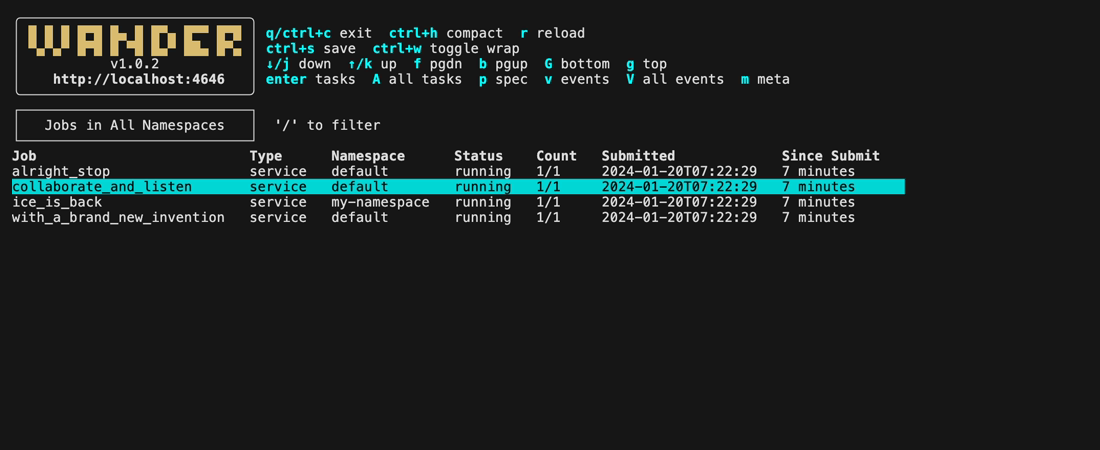 WANDER
v1.0.2
http://localhost:4646
q/ctrl+c exit  ctrl+h compact  r reload
ctrl+s save  ctrl+w toggle wrap
↓/j down  ↑/k up  f pgdn  b pgup  G bottom  g top
enter tasks  A all tasks  p spec  v events  V all events  m meta
Jobs in All Namespaces  '/' to filter
Job  Type  Namespace  Status  Count  Submitted  Since Submit
alright_stop  service  default  running  1/1  2024-01-20T07:22:29  7 minutes
collaborate_and_listen  service  default  running  1/1  2024-01-20T07:22:29  7 minutes
ice_is_back  service  my-namespace  running  1/1  2024-01-20T07:22:29  7 minutes
with_a_brand_new_invention  service  default  running  1/1  2024-01-20T07:22:29  7 minutes